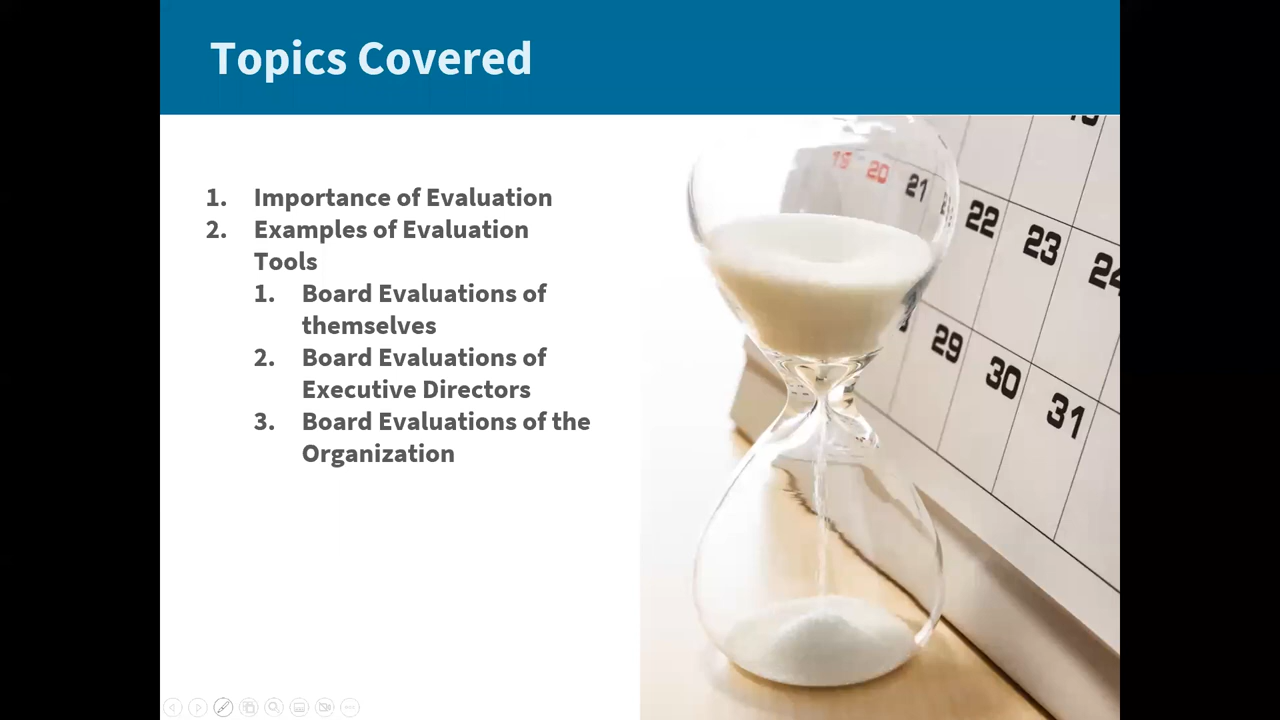 Topics Covered
1. Importance of Evaluation
2. Examples of Evaluation
Tools
1. Board Evaluations of
themselves
2. Board Evaluations of
Executive Directors
3. Board Evaluations of the
Organization
19 20 21
22 23 24
29 30 31